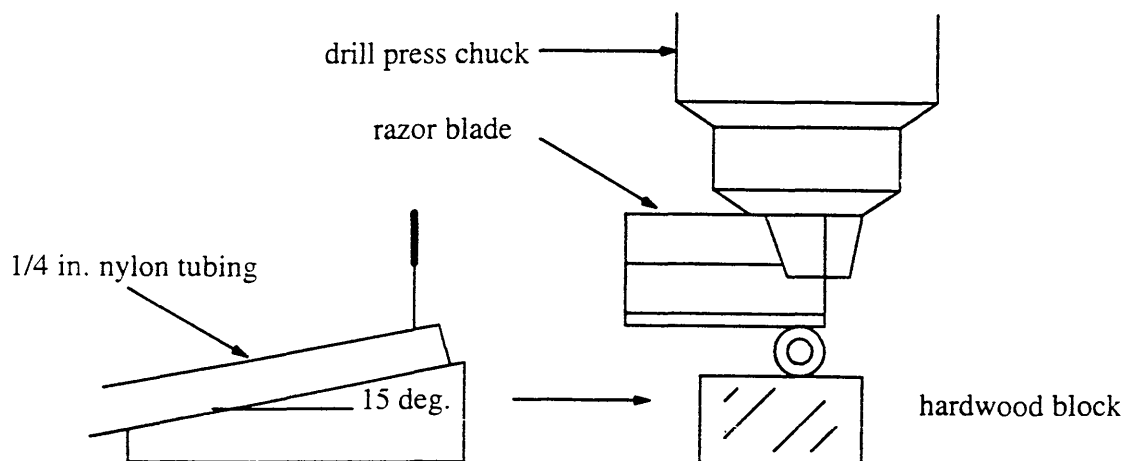 drill press chuck
razor blade
1/4 in. nylon tubing
15 deg.
hardwood block